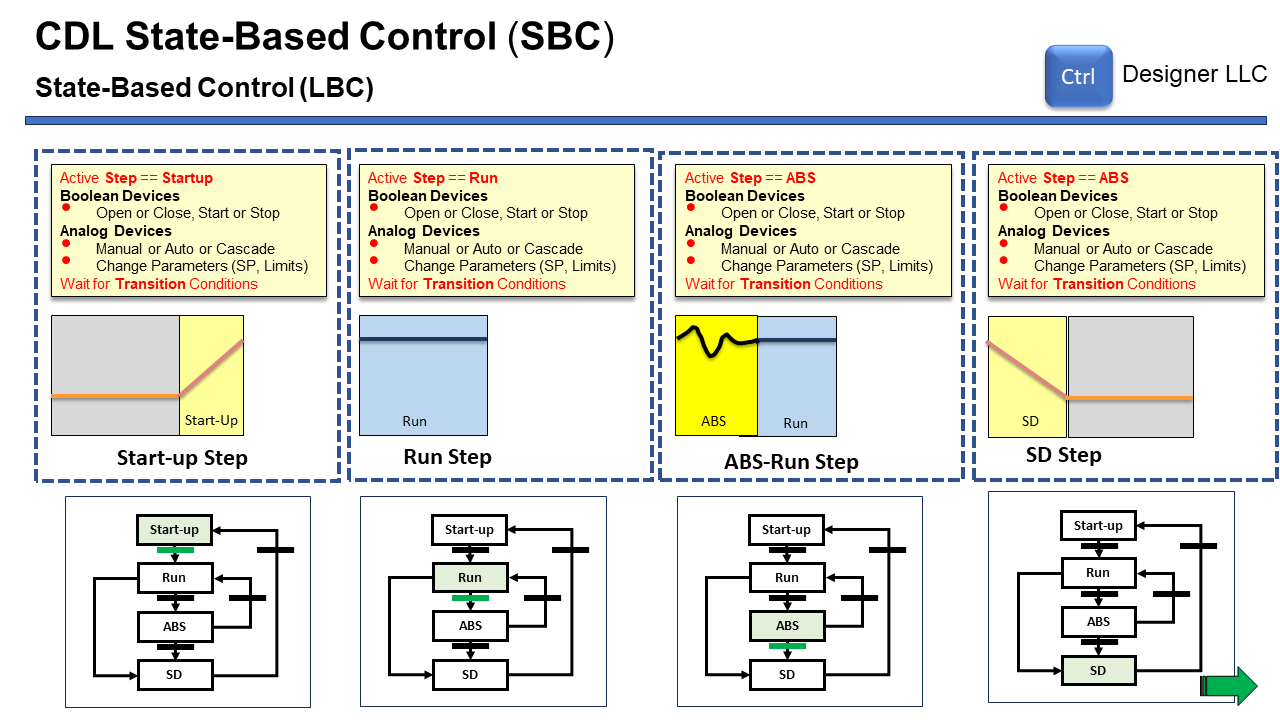 CDL State-Based Control (SBC)
State-Based Control (LBC)
Ctrl
Designer LLC
Active Step == Startup
Boolean Devices
Open or Close, Start or Stop
Analog Devices
Manual or Auto or Cascade
Change Parameters (SP, Limits)
Wait for Transition Conditions
Start-Up
Start-up Step
Active Step == Run
Boolean Devices
Open or Close, Start or Stop
Analog Devices
Manual or Auto or Cascade
Change Parameters (SP, Limits)
Wait for Transition Conditions
Run
Run Step
Active Step == ABS
Boolean Devices
Open or Close, Start or Stop
Analog Devices
Manual or Auto or Cascade
Change Parameters (SP, Limits)
Wait for Transition Conditions
ABS
Run
ABS-Run Step
Active Step == ABS
Boolean Devices
Open or Close, Start or Stop
Analog Devices
Manual or Auto or Cascade
Change Parameters (SP, Limits)
Wait for Transition Conditions
SD
SD Step
Start-up
Run
ABS
SD
Start-up
Run
ABS
SD
Start-up
Run
ABS
SD
Start-up
Run
ABS
SD